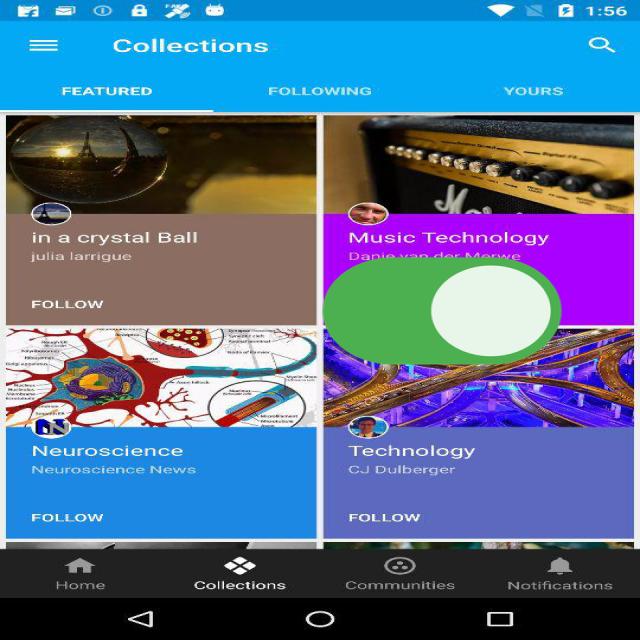 1:56
Collections
FEATURED FOLLOWING YOURS
in a crystal Ball
julia larrigue
FOLLOW
Music Technology
Danie van der Merwe
Neuroscience
Neuroscience News
FOLLOW
Technology
CJ Dulberger
FOLLOW
Home Collections Communities Notifications